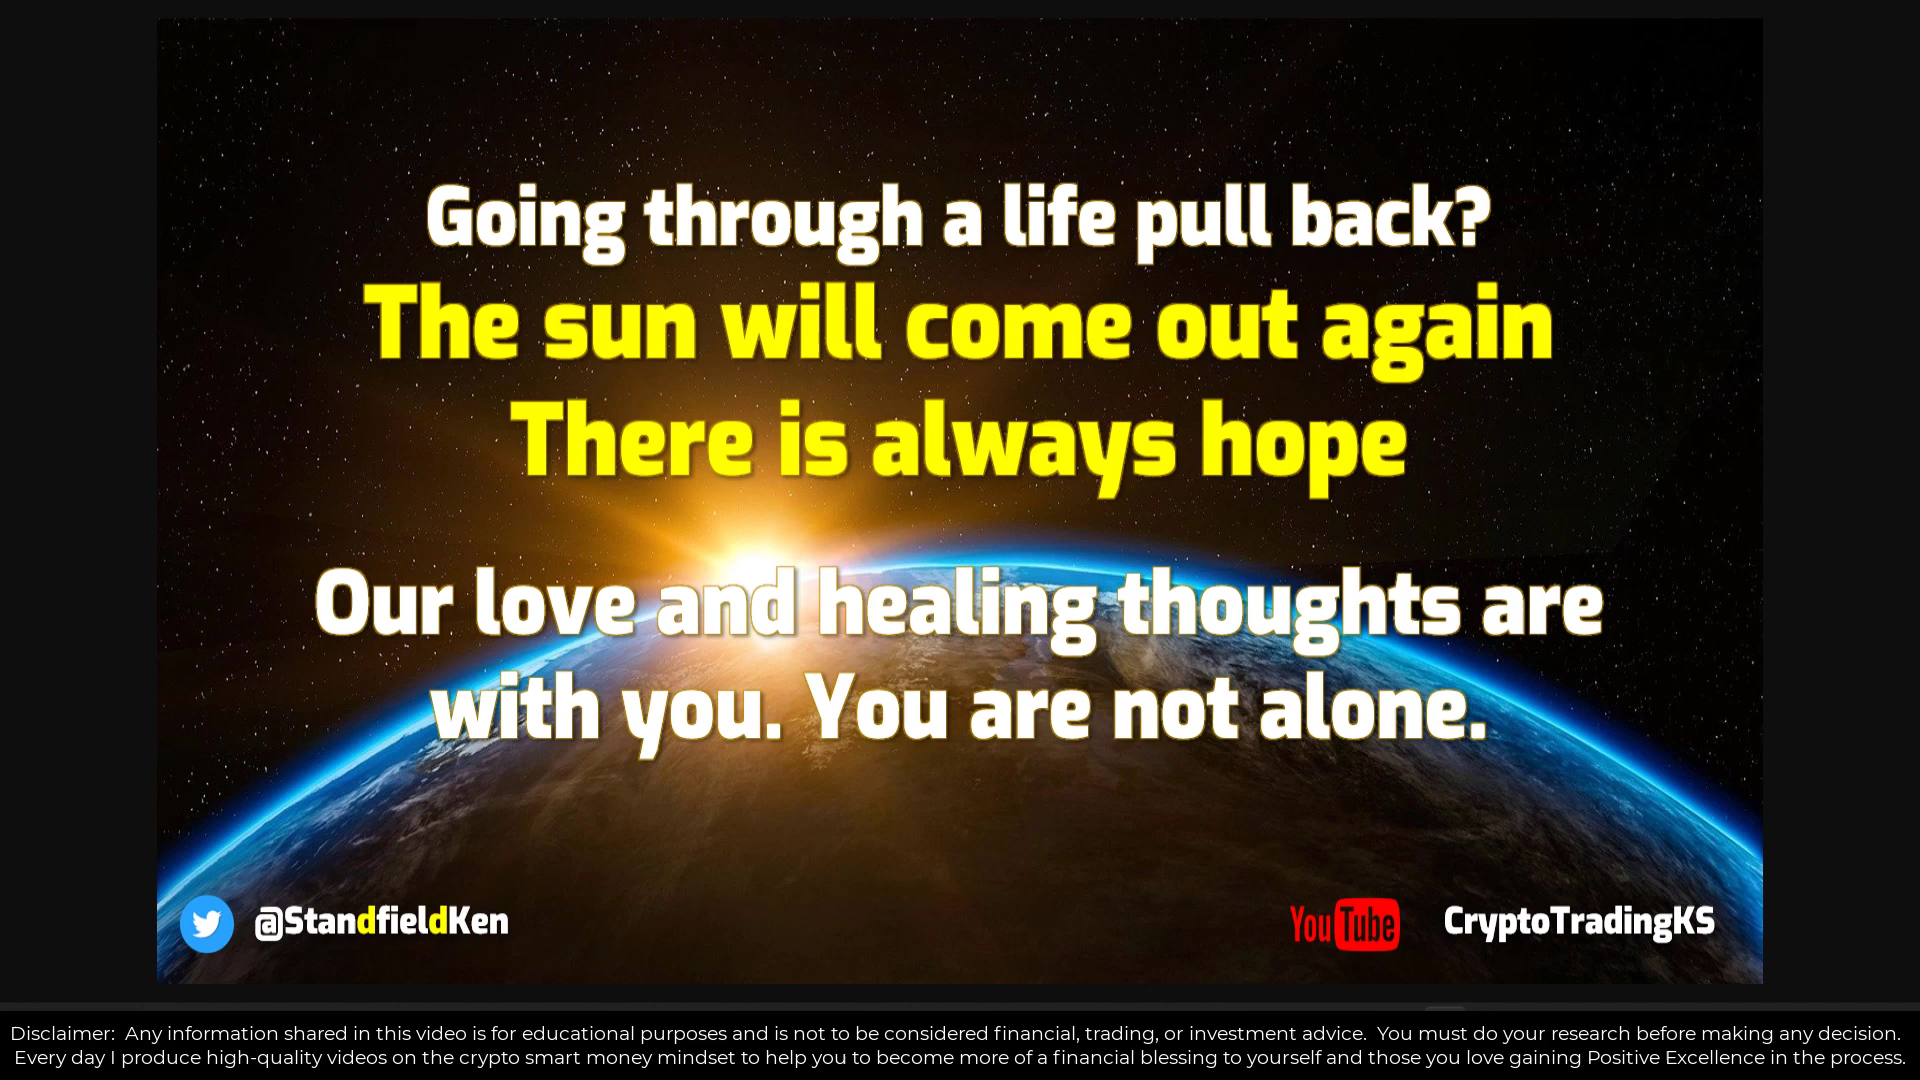 Going through a life pull back?
The sun will come out again
There is always hope
Our love and healing thoughts are
with you. You are not alone.
@StandfieldKen
YouTube CryptoTradingKS
Disclaimer:  Any information shared in this video is for educational purposes and is not to be considered financial, trading, or investment advice.  You must do your research before making any decision.
Every day I produce high-quality videos on the crypto smart money mindset to help you to become more of a financial blessing to yourself and those you love gaining Positive Excellence in the process.